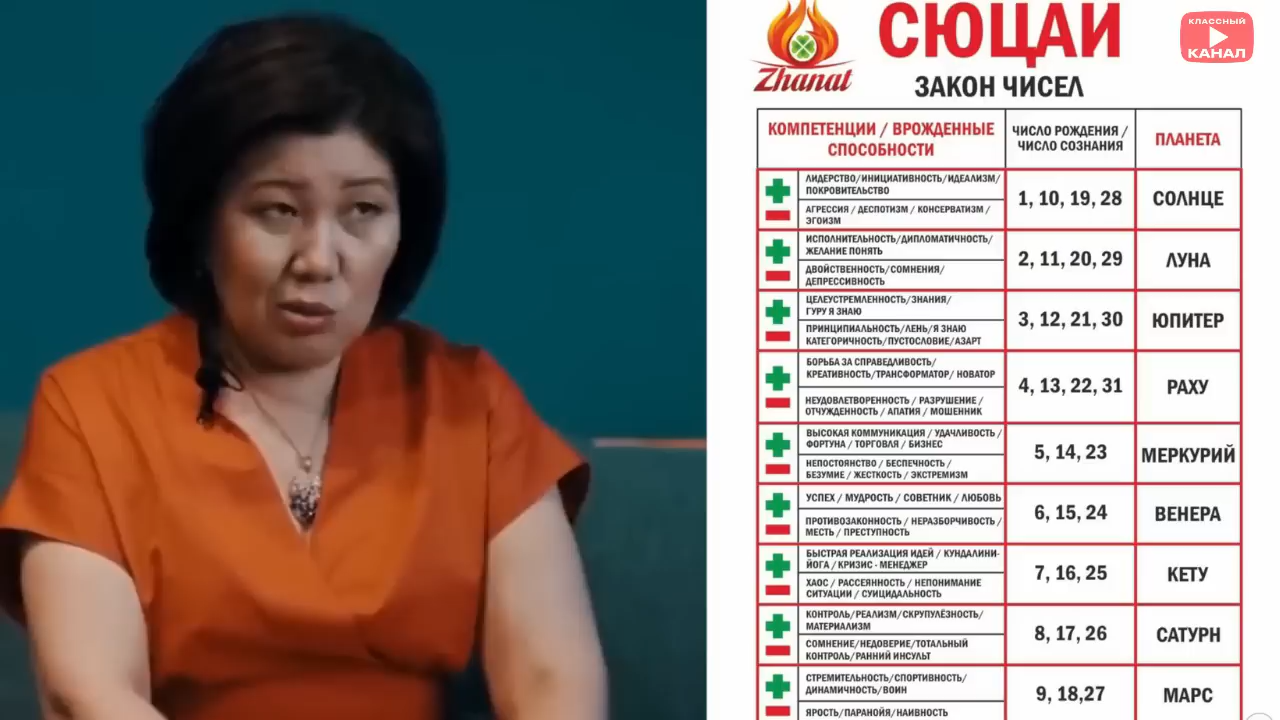 Zhanat
СЮЦАЙ
ЗАКОН ЧИСЕЛ
КЛАССНЫЙ
КАНАЛ
КОМПЕТЕНЦИИ / ВРОЖДЕННЫЕ
СПОСОБНОСТИ
ЧИСЛО РОЖДЕНИЯ /
ЧИСЛО СОЗНАНИЯ
ПЛАНЕТА
ЛИДЕРСТВО/ИНИЦИАТИВНОСТЬ/ИДЕАЛИЗМ/
ПОКРОВИТЕЛЬСТВО
АГРЕССИЯ / ДЕСПОТИЗМ / КОНСЕРВАТИЗМ /
ЭГОИЗМ
1, 10, 19, 28
СОЛНЦЕ
ИСПОЛНИТЕЛЬНОСТЬ/ДИПЛОМАТИЧНОСТЬ/
ЖЕЛАНИЕ ПОНЯТЬ
ДВОЙСТВЕННОСТЬ/СОМНЕНИЯ/
ДЕПРЕССИВНОСТЬ
2, 11, 20, 29
ЛУНА
ЦЕЛЕУСТРЕМЛЕННОСТЬ/ЗНАНИЯ/
ГУРУ Я ЗНАЮ
ПРИНЦИПИАЛЬНОСТЬ/ЛЕНЬ/Я ЗНАЮ
КАТЕГОРИЧНОСТЬ/ПУСТОСЛОВИЕ/АЗАРТ
3, 12, 21, 30
ЮПИТЕР
БОРЬБА ЗА СПРАВЕДЛИВОСТЬ/
КРЕАТИВНОСТЬ/ТРАНСФОРМАТОР/ НОВАТОР
НЕУДОВЛЕТВОРЕННОСТЬ / РАЗРУШЕНИЕ /
ОТЧУЖДЕННОСТЬ / АПАТИЯ / МОШЕННИК
4, 13, 22, 31
РАХУ
ВЫСОКАЯ КОММУНИКАЦИЯ / УДАЧЛИВОСТЬ /
ФОРТУНА / ТОРГОВЛЯ / БИЗНЕС
НЕПОСТОЯНСТВО / БЕСПЕЧНОСТЬ /
БЕЗУМИЕ / ЖЕСТКОСТЬ / ЭКСТРЕМИЗМ
5, 14, 23
МЕРКУРИЙ
УСПЕХ / МУДРОСТЬ / СОВЕТНИК / ЛЮБОВЬ
ПРОТИВОЗАКОННОСТЬ / НЕРАЗБОРЧИВОСТЬ /
МЕСТЬ / ПРЕСТУПНОСТЬ
6, 15, 24
ВЕНЕРА
БЫСТРАЯ РЕАЛИЗАЦИЯ ИДЕЙ / КУНДАЛИНИ-
ЙОГА / КРИЗИС - МЕНЕДЖЕР
ХАОС / РАССЕЯННОСТЬ / НЕПОНИМАНИЕ
СИТУАЦИИ / СУИЦИДАЛЬНОСТЬ
7, 16, 25
КЕТУ
КОНТРОЛЬ/РЕАЛИЗМ/СКРУПУЛЁЗНОСТЬ/
МАТЕРИАЛИЗМ
СОМНЕНИЕ/НЕДОВЕРИЕ/ТОТАЛЬНЫЙ
КОНТРОЛЬ/РАННИЙ ИНСУЛЬТ
8, 17, 26
САТУРН
СТРЕМИТЕЛЬНОСТЬ/СПОРТИВНОСТЬ/
ДИНАМИЧНОСТЬ/ВОИН
ЯРОСТЬ/ПАРАНОЙЯ/НАИВНОСТЬ
9, 18,27
МАРС